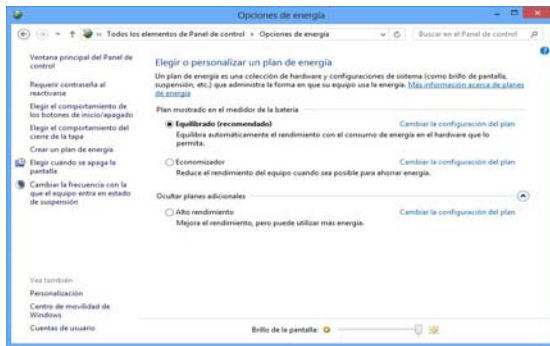 Opciones de energía
Todos los elementos de Panel de control
Opciones de energía
Buscar en el Panel de control
Ventana principal del Panel de
control
Requerir contraseña al
reactivarse
Elegir el comportamiento de
los botones de inicio/apagado
Elegir el comportamiento del
cierre de la tapa
Crear un plan de energía
Elegir cuándo se apaga la
pantalla
Cambiar la frecuencia con la
que el equipo entra en estado
de suspensión
Vea también
Personalización
Centro de movilidad de
Windows
Cuentas de usuario
Elegir o personalizar un plan de energía
Un plan de energía es una colección de hardware y configuraciones de sistema (como brillo de pantalla,
suspensión, etc.) que administra la forma en que su equipo usa la energía. Más información acerca de planes
de energía
Plan mostrado en el medidor de la batería
Equilibrado (recomendado)
Cambiar la configuración del plan
Equilibra automáticamente el rendimiento con el consumo de energía en el hardware que lo
permita.
Economizador
Cambiar la configuración del plan
Reduce el rendimiento del equipo cuando sea posible para ahorrar energía.
Ocultar planes adicionales
Alto rendimiento
Cambiar la configuración del plan
Mejora el rendimiento, pero puede utilizar más energía.
Brillo de la pantalla: